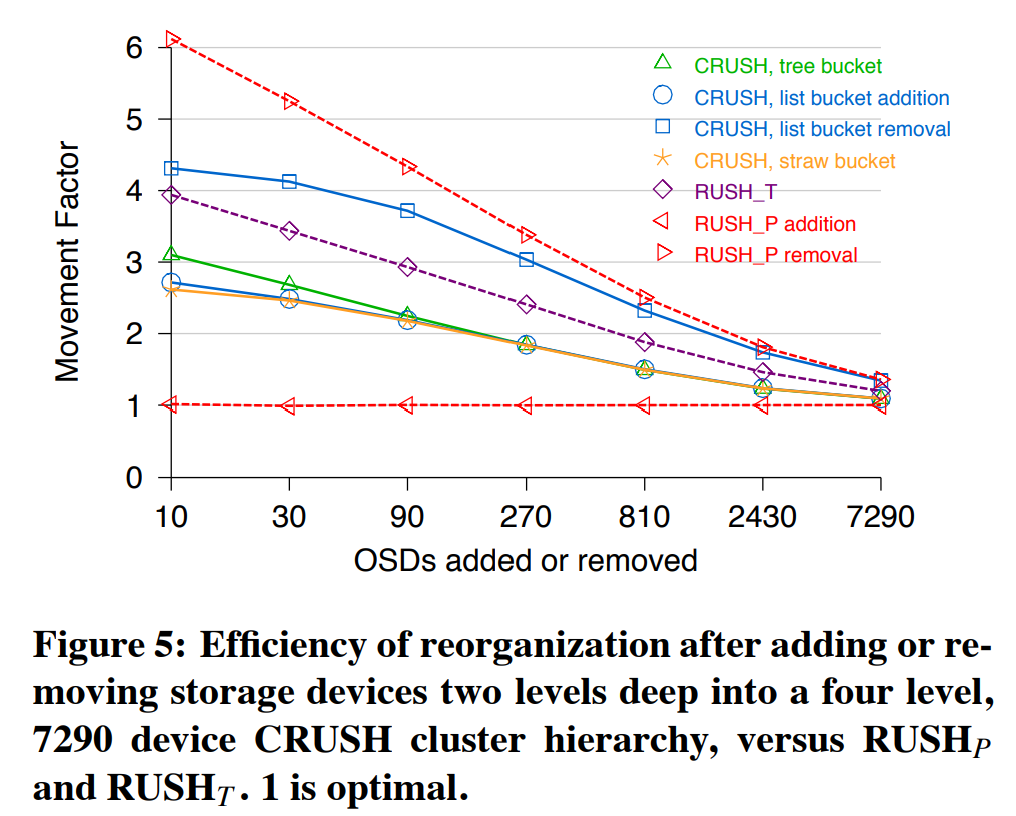 6
5
4
3
2
1
0
Movement Factor
CRUSH, tree bucket
CRUSH, list bucket addition
CRUSH, list bucket removal
CRUSH, straw bucket
RUSH_T
RUSH_P addition
RUSH_P removal
10 30 90 270 810 2430 7290
OSDs added or removed
Figure 5: Efficiency of reorganization after adding or re-
moving storage devices two levels deep into a four level,
7290 device CRUSH cluster hierarchy, versus RUSH_P
and RUSH_T. 1 is optimal.